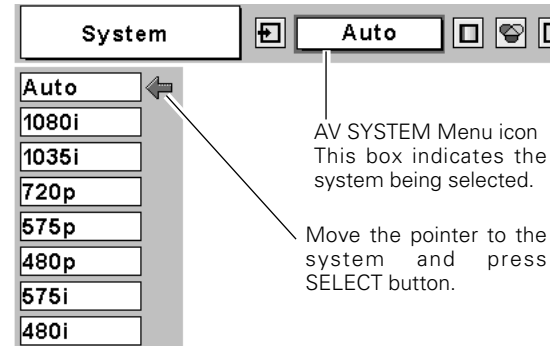 System
Auto
Auto
1080i
1035i
720p
575p
480p
575i
480i
AV SYSTEM Menu icon
This box indicates the
system being selected.
Move the pointer to the
system and press
SELECT button.